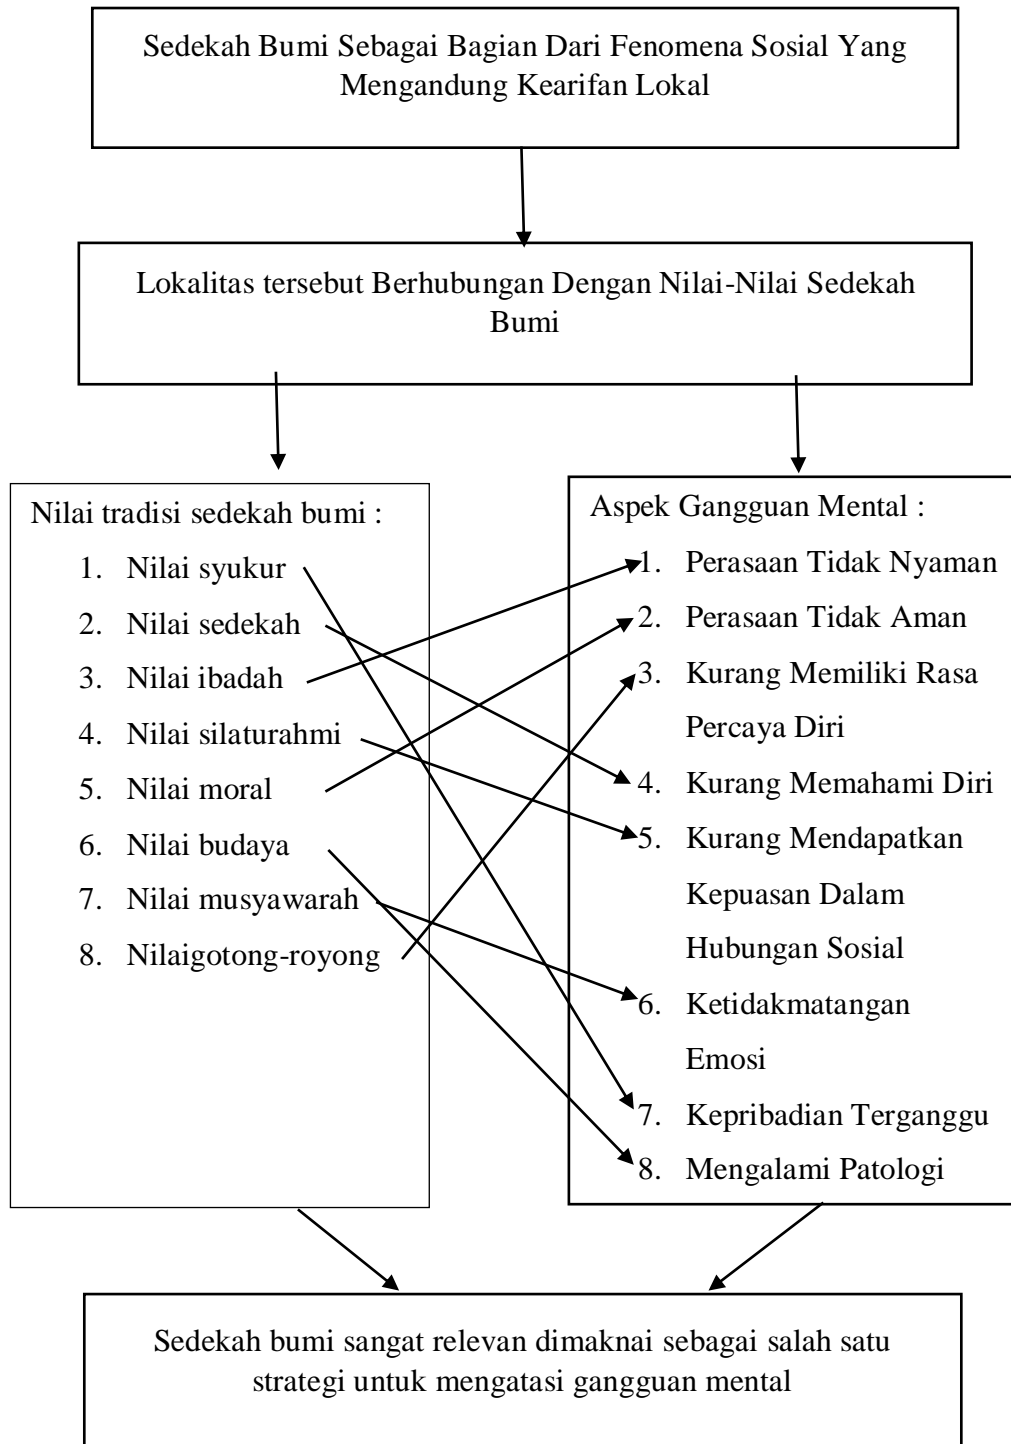 Sedekah Bumi Sebagai Bagian Dari Fenomena Sosial Yang
Mengandung Kearifan Lokal
Lokalitas tersebut Berhubungan Dengan Nilai-Nilai Sedekah
Bumi
Nilai tradisi sedekah bumi :
1. Nilai syukur
2. Nilai sedekah
3. Nilai ibadah
4. Nilai silaturahmi
5. Nilai moral
6. Nilai budaya
7. Nilai musyawarah
8. Nilaigotong-royong
Aspek Gangguan Mental :
1. Perasaan Tidak Nyaman
2. Perasaan Tidak Aman
3. Kurang Memiliki Rasa
Percaya Diri
4. Kurang Memahami Diri
5. Kurang Mendapatkan
Kepuasan Dalam
Hubungan Sosial
6. Ketidakmatangan
Emosi
7. Kepribadian Terganggu
8. Mengalami Patologi
Sedekah bumi sangat relevan dimaknai sebagai salah satu
strategi untuk mengatasi gangguan mental